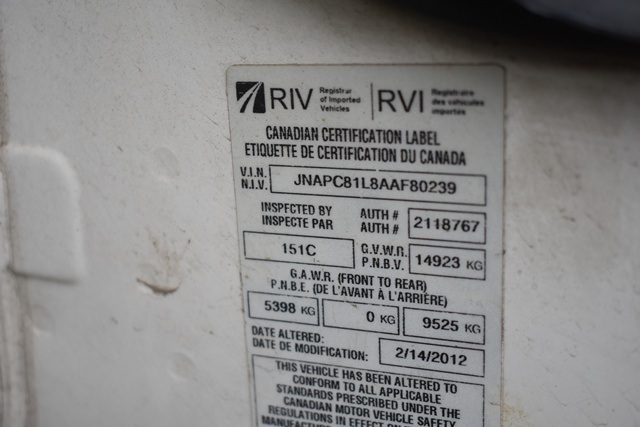 RIV Registrar of Imported Vehicles | RVI Registraire des véhicules importés
CANADIAN CERTIFICATION LABEL
ETIQUETTE DE CERTIFICATION DU CANADA
V.I.N.
N.I.V. JNAPC81L8AAF80239
INSPECTED BY AUTH # 2118767
INSPECTE PAR AUTH #
151C G.V.W.R. 14923 KG
P.N.B.V.
G.A.W.R. (FRONT TO REAR)
P.N.B.E. (DE L'AVANT À L'ARRIÈRE)
5398 KG 0 KG 9525 KG
DATE ALTERED:
DATE DE MODIFICATION: 2/14/2012
THIS VEHICLE HAS BEEN ALTERED TO
CONFORM TO ALL APPLICABLE
STANDARDS PRESCRIBED UNDER THE
CANADIAN MOTOR VEHICLE SAFETY
REGULATIONS IN EFFECT ON